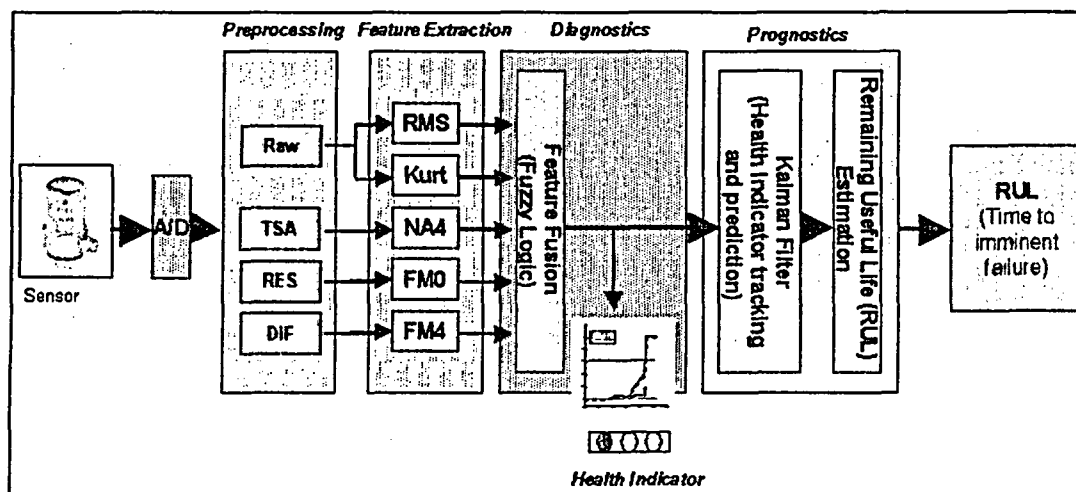 Preprocessing Feature Extraction Diagnostics Prognostics
Sensor
A/D
Raw
TSA
RES
DIF
RMS
Kurt
NA4
FM0
FM4
Feature Fusion
(Fuzzy Logic)
Health Indicator
Kalman Filter
(Health Indicator tracking
and prediction)
Remaining Useful Life (RUL)
Estimation
RUL
(Time to
imminent
failure)